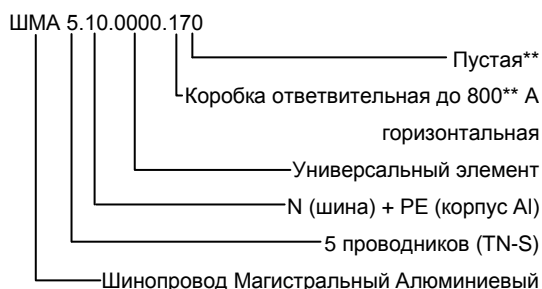 ШМА 5.10.0000.170
Пустая**
Коробка ответвительная до 800** А
горизонтальная
Универсальный элемент
N (шина) + PE (корпус Al)
5 проводников (TN-S)
Шинопровод Магистральный Алюминиевый